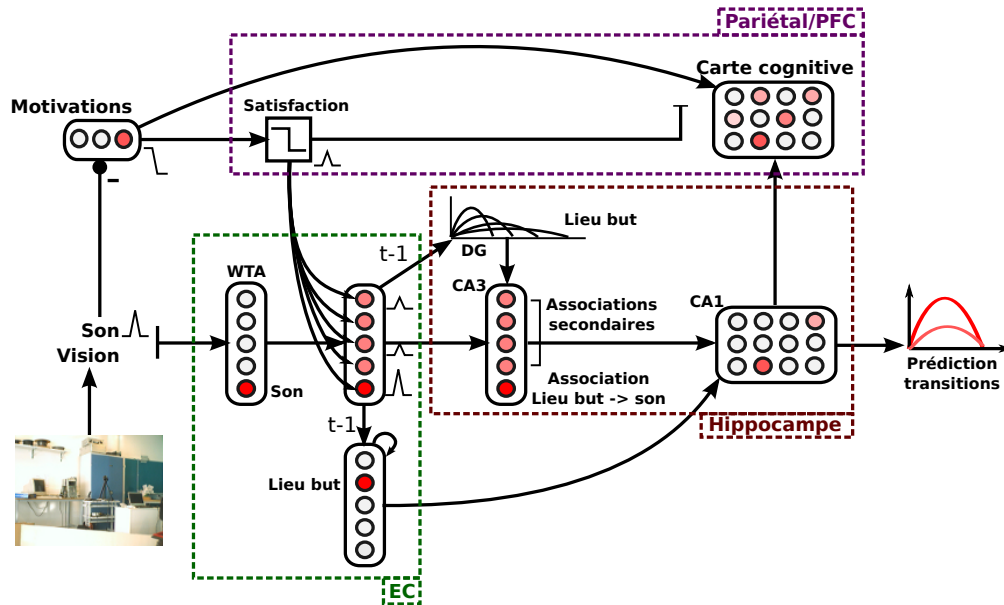 Pariétal/PFC
Carte cognitive
Motivations
Satisfaction
-
Lieu but
t-1
DG
WTA
CA3
CA1
Associations
secondaires
Son
Vision
Son
Association
Lieu but -> son
Prédiction
transitions
t-1
Hippocampe
Lieu but
EC